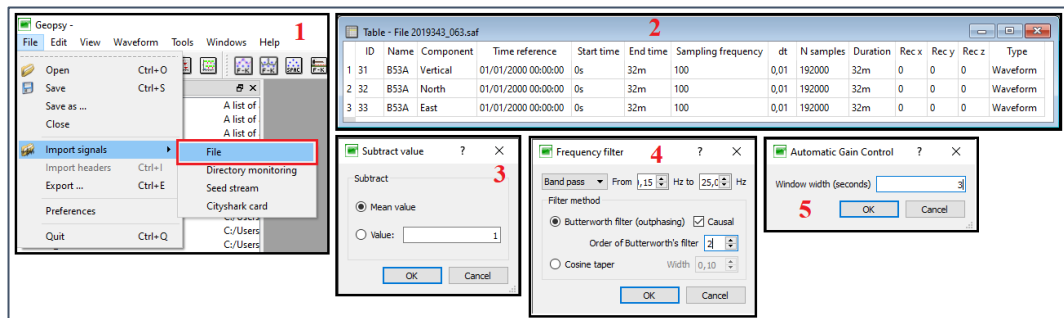 Geopsy -
1
File Edit View Waveform Tools Windows Help
Open Ctrl+O
Save Ctrl+S
Save as ...
Close
Import signals
Import headers Ctrl+I
Export ... Ctrl+E
Preferences
Quit Ctrl+Q
A list of
A list of
A list of
File
Directory monitoring
Seed stream
Cityshark card
C:/Users
C:/Users
C:/Users
2
Table - File 2019343_063.saf
ID Name Component Time reference Start time End time Sampling frequency dt N samples Duration Rec x Rec y Rec z Type
1 31 B53A Vertical 01/01/2000 00:00:00 0s 32m 100 0,01 192000 32m 0 0 0 Waveform
2 32 B53A North 01/01/2000 00:00:00 0s 32m 100 0,01 192000 32m 0 0 0 Waveform
3 33 B53A East 01/01/2000 00:00:00 0s 32m 100 0,01 192000 32m 0 0 0 Waveform
Subtract value ?
3
Subtract
Mean value
Value: 1
OK Cancel
Frequency filter ?
4
Band pass From ,15 Hz to 25,0 Hz
Filter method
Butterworth filter (outphasing) Causal
Order of Butterworth's filter 2
Cosine taper Width 0,10
OK Cancel
Automatic Gain Control ?
Window width (seconds) 3
5
OK Cancel